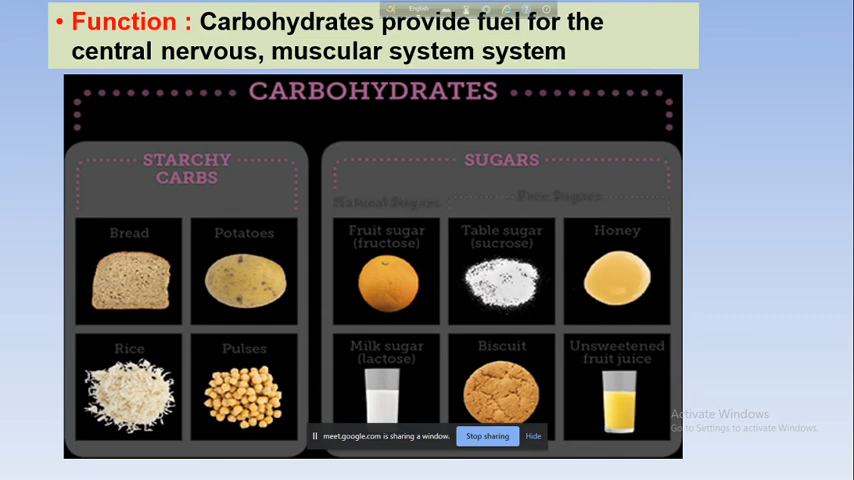 English
• Function : Carbohydrates provide fuel for the
central nervous, muscular system system
CARBOHYDRATES
STARCHY
CARBS
SUGARS
Natural Sugars
Free Sugars
Bread
Potatoes
Fruit sugar
(fructose)
Table sugar
(sucrose)
Honey
Rice
Pulses
Milk sugar
(lactose)
Biscuit
Unsweetened
fruit juice
Activate Windows
Go to Settings to activate Windows.
meet.google.com is sharing a window.
Stop sharing
Hide